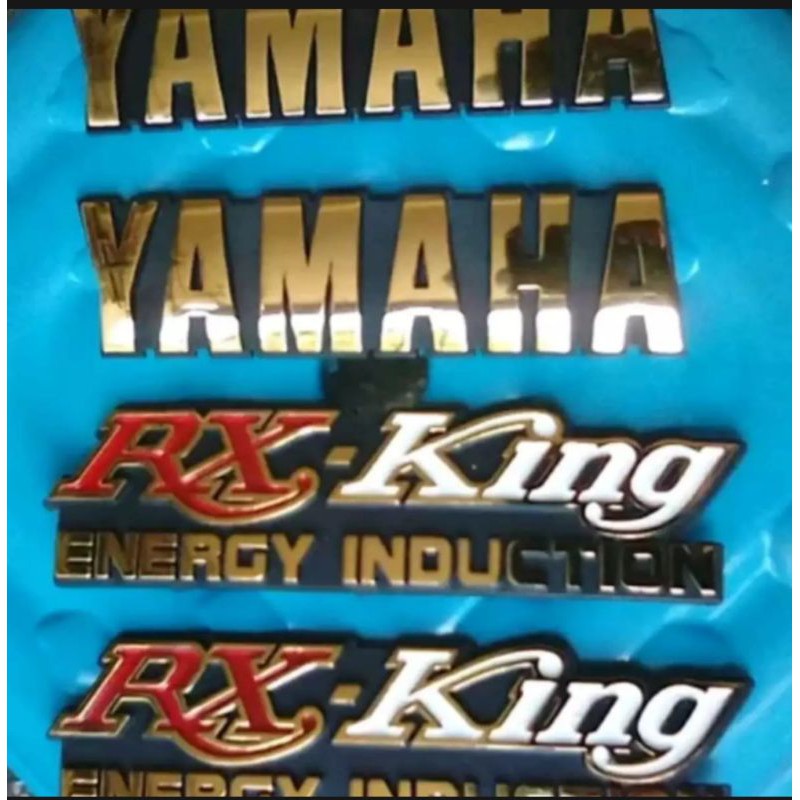 YAMAHA
YAMAHA
RX-King
ENERGY INDUCTION
RX-King
ENERGY INDUCTION